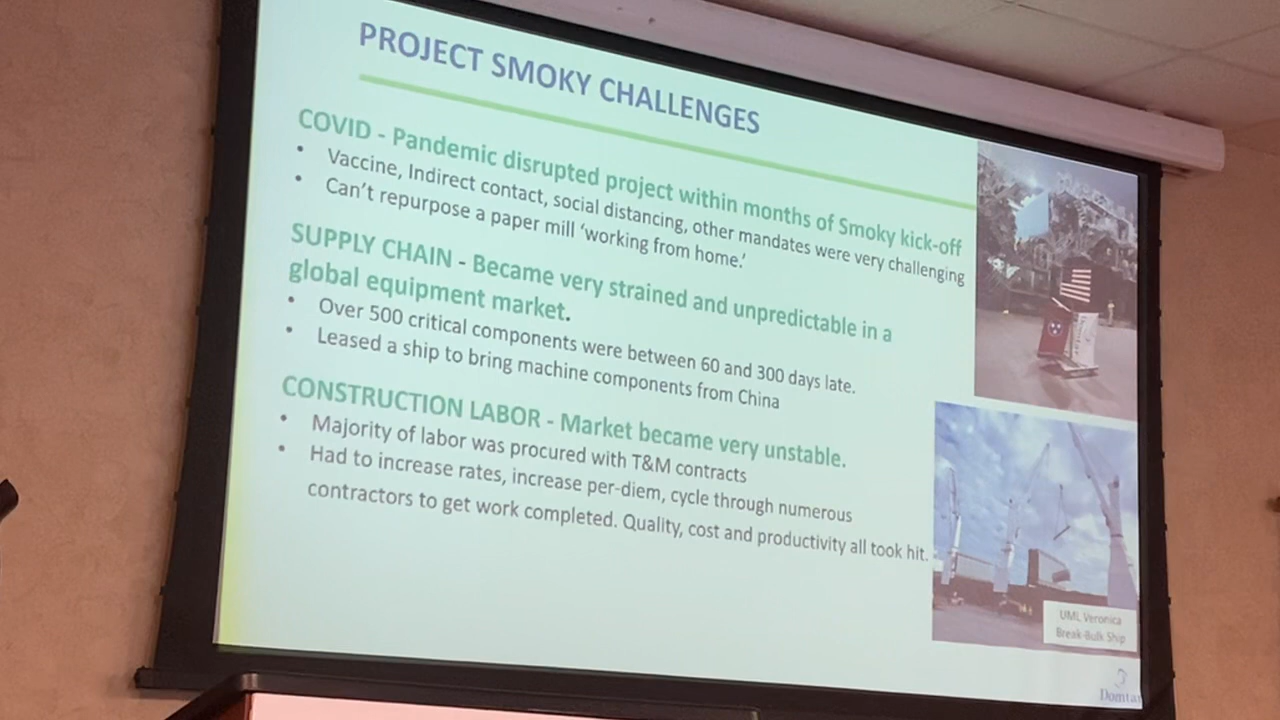 PROJECT SMOKY CHALLENGES
COVID - Pandemic disrupted project within months of Smoky kick-off
• Vaccine, Indirect contact, social distancing, other mandates were very challenging
• Can't repurpose a paper mill 'working from home.'
SUPPLY CHAIN - Became very strained and unpredictable in a
global equipment market.
• Over 500 critical components were between 60 and 300 days late.
• Leased a ship to bring machine components from China
CONSTRUCTION LABOR - Market became very unstable.
• Majority of labor was procured with T&M contracts
• Had to increase rates, increase per-diem, cycle through numerous
contractors to get work completed. Quality, cost and productivity all took hit.
UML Veronica
Break-Bulk Ship
Domtar